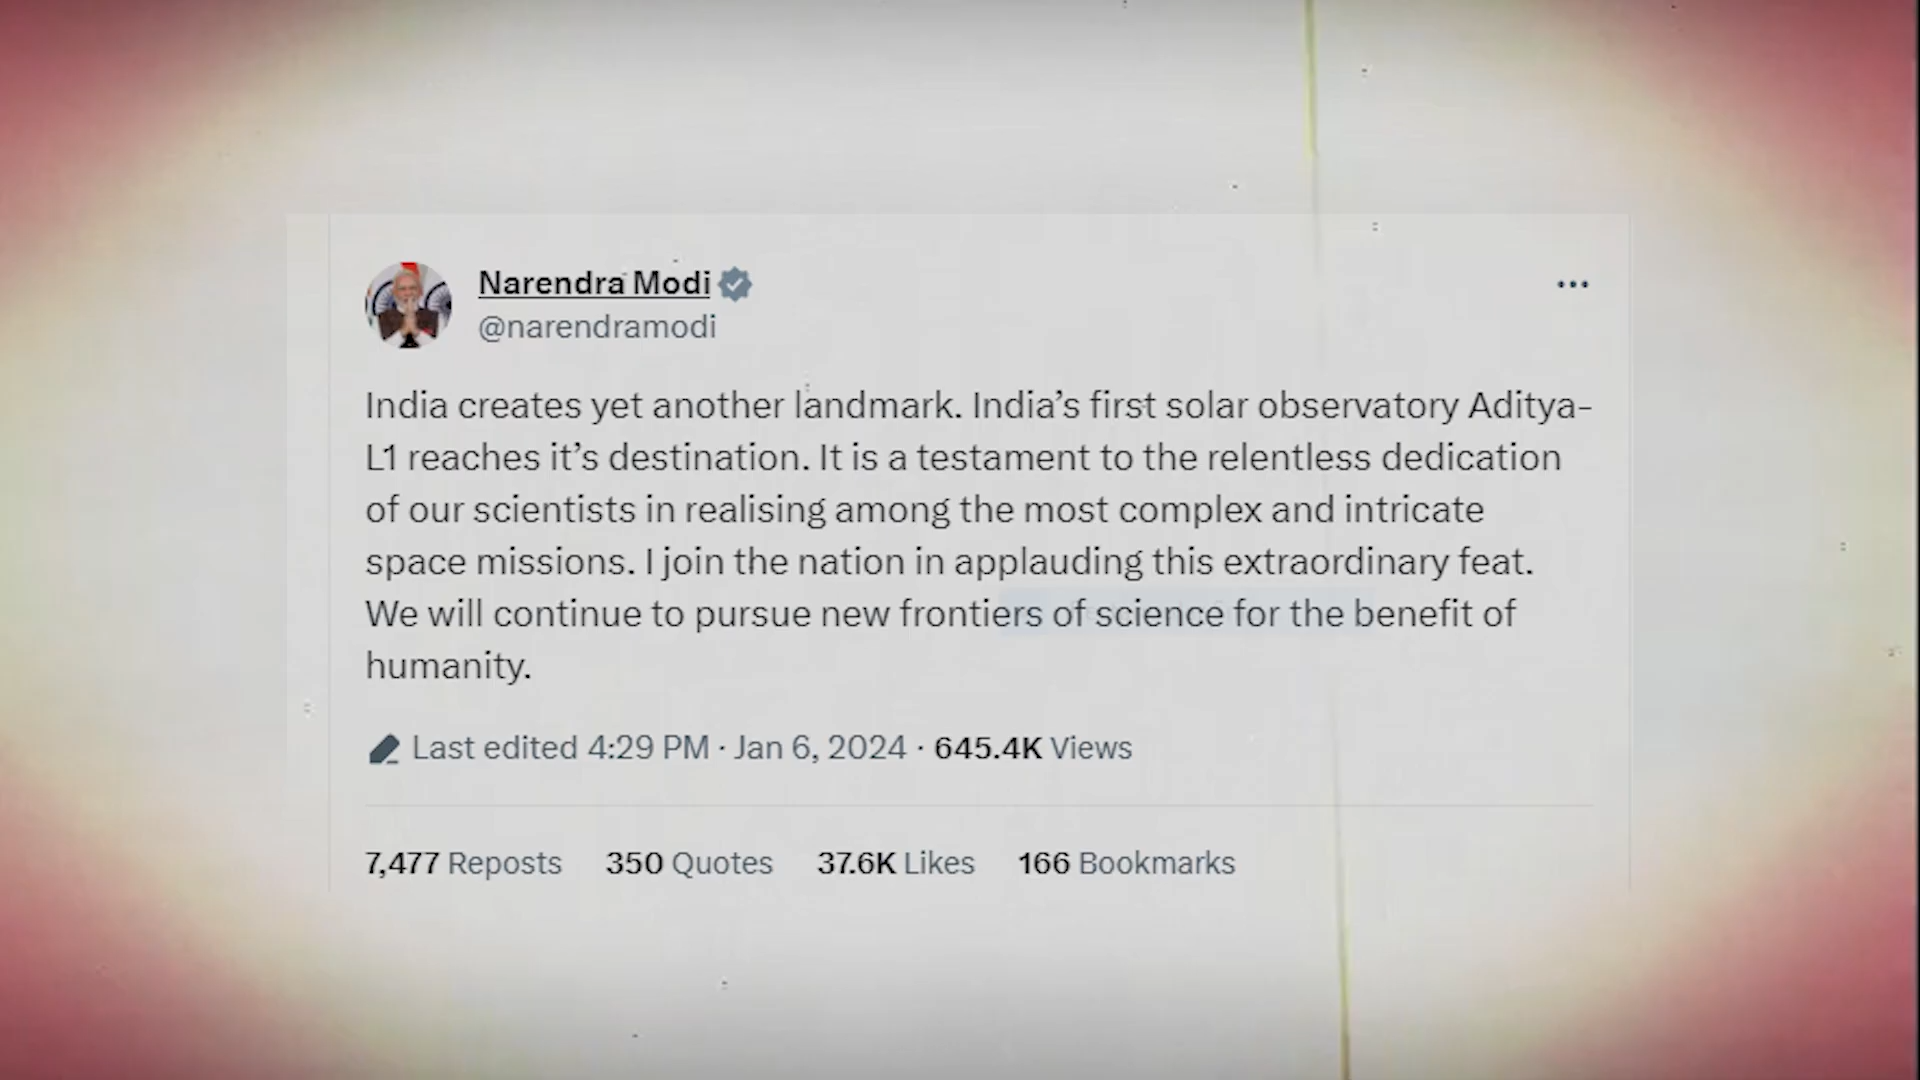 Narendra Modi
@narendramodi
India creates yet another landmark. India’s first solar observatory Aditya-
L1 reaches it’s destination. It is a testament to the relentless dedication
of our scientists in realising among the most complex and intricate
space missions. I join the nation in applauding this extraordinary feat.
We will continue to pursue new frontiers of science for the benefit of
humanity.
Last edited 4:29 PM · Jan 6, 2024 · 645.4K Views
7,477 Reposts 350 Quotes 37.6K Likes 166 Bookmarks